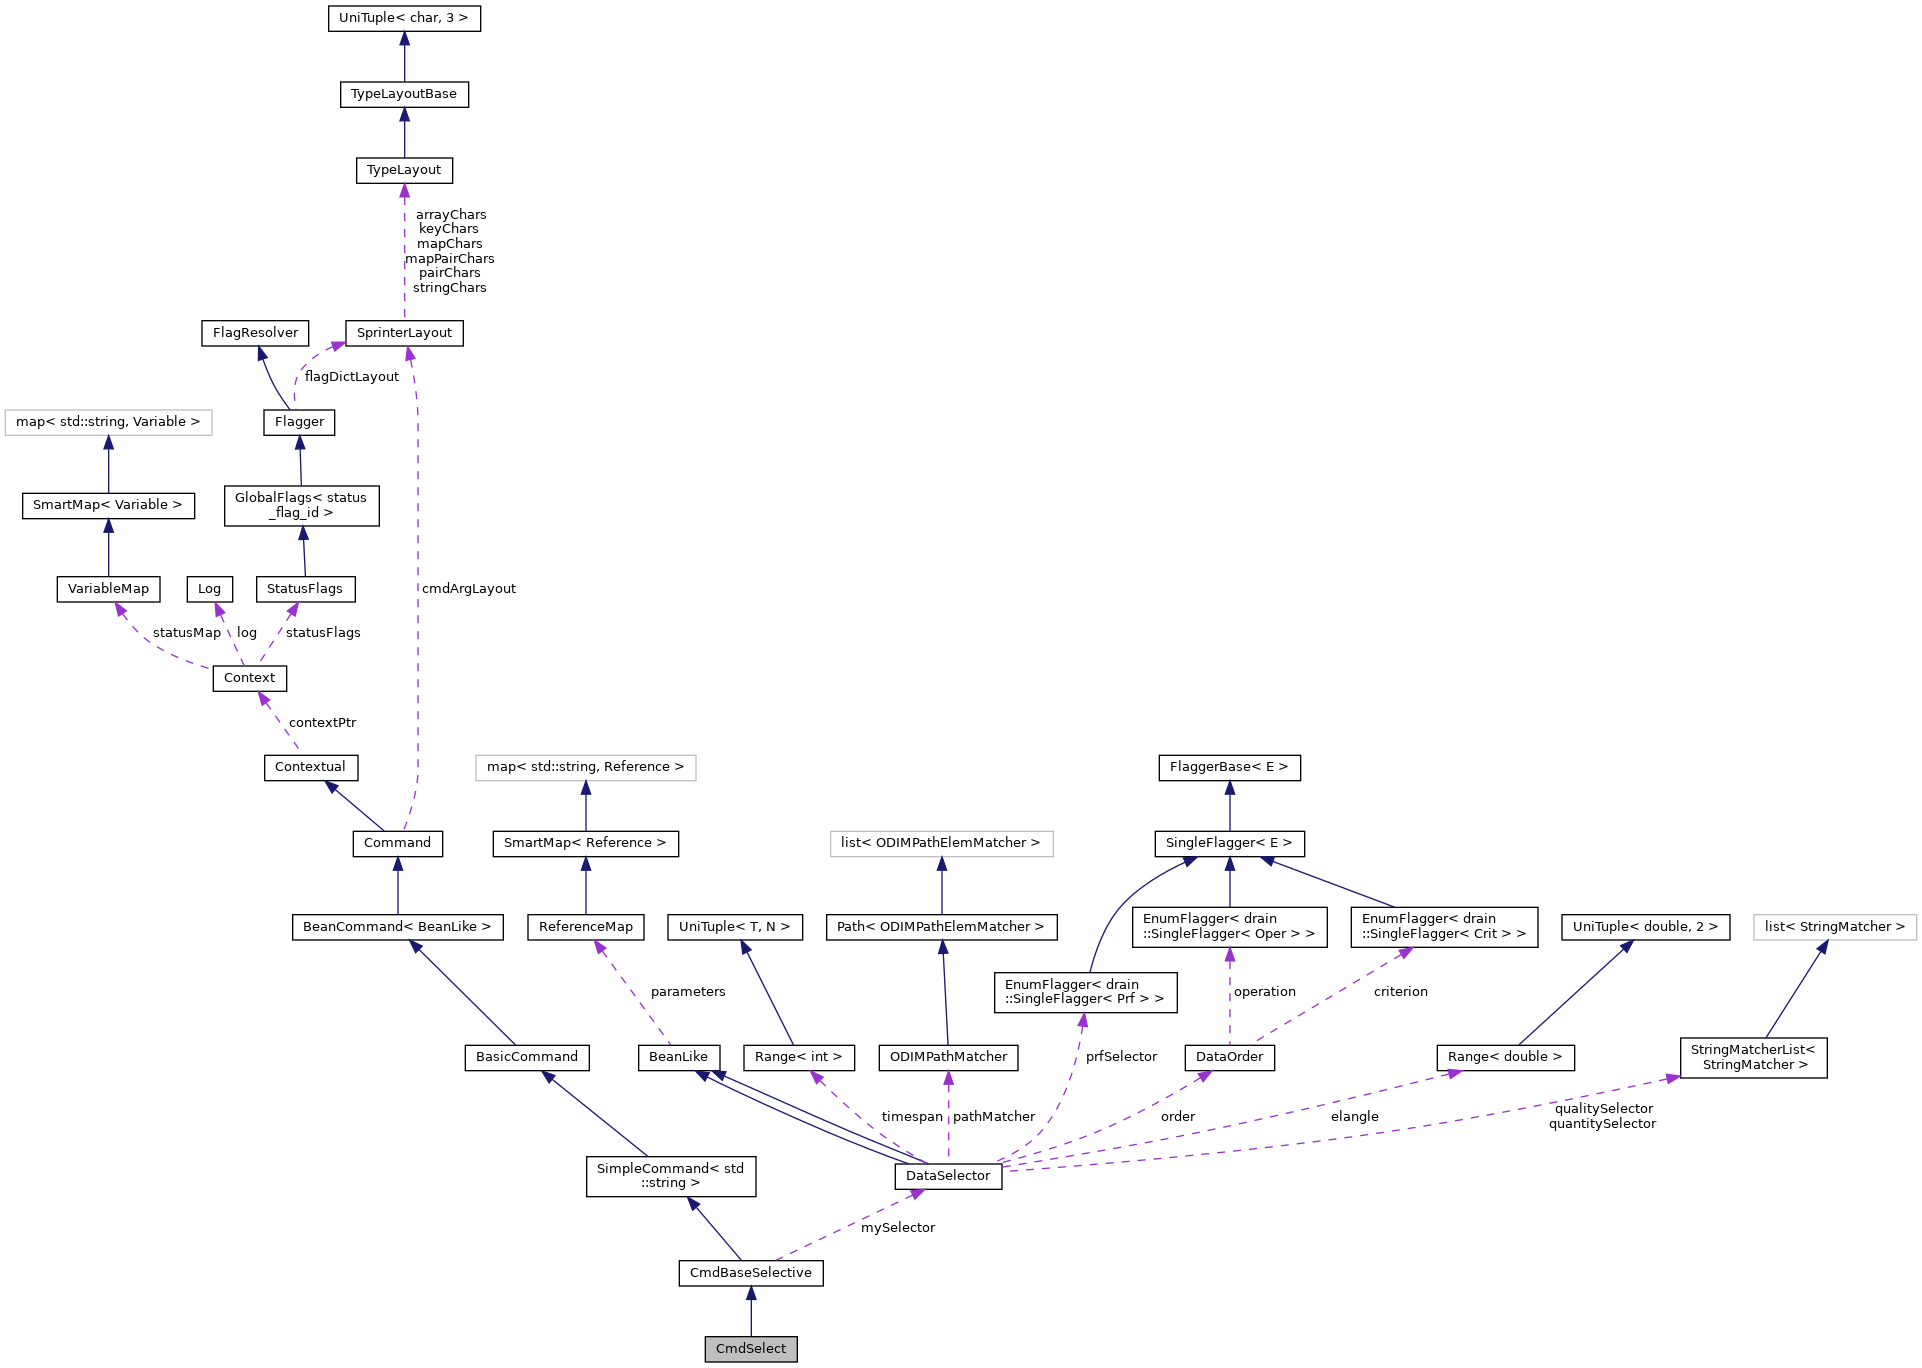 UniTuple< char, 3 >
TypeLayoutBase
TypeLayout
arrayChars
keyChars
mapChars
mapPairChars
pairChars
stringChars
FlagResolver
SprinterLayout
flagDictLayout
map< std::string, Variable >
Flagger
SmartMap< Variable >
GlobalFlags< status
_flag_id >
VariableMap
Log
StatusFlags
cmdArgLayout
statusMap
log
statusFlags
Context
contextPtr
Contextual
map< std::string, Reference >
FlaggerBase< E >
Command
SmartMap< Reference >
list< ODIMPathElemMatcher >
SingleFlagger< E >
BeanCommand< BeanLike >
ReferenceMap
UniTuple< T, N >
Path< ODIMPathElemMatcher >
EnumFlagger< drain
::SingleFlagger< Oper > >
EnumFlagger< drain
::SingleFlagger< Crit > >
UniTuple< double, 2 >
list< StringMatcher >
parameters
EnumFlagger< drain
::SingleFlagger< Prf > >
operation
criterion
BasicCommand
BeanLike
Range< int >
ODIMPathMatcher
prfSelector
DataOrder
Range< double >
StringMatcherList<
StringMatcher >
timespan
pathMatcher
order
elangle
qualitySelector
quantitySelector
SimpleCommand< std
::string >
DataSelector
mySelector
CmdBaseSelective
CmdSelect